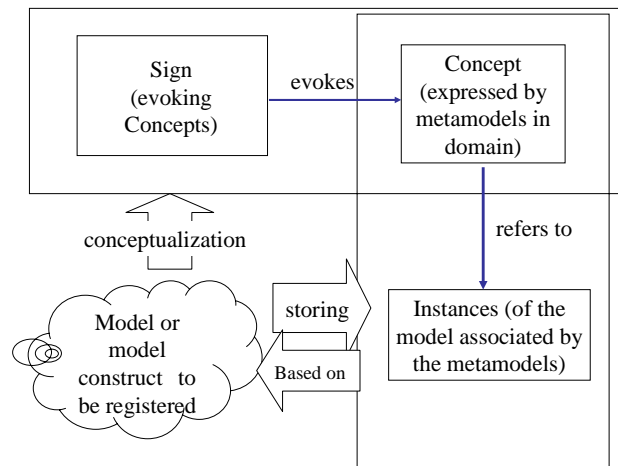 Sign
(evoking
Concepts)
evokes
Concept
(expressed by
metamodels in
domain)
conceptualization
refers to
storing
Instances (of the
model associated by
the metamodels)
Model or
model
construct to
be registered
Based on